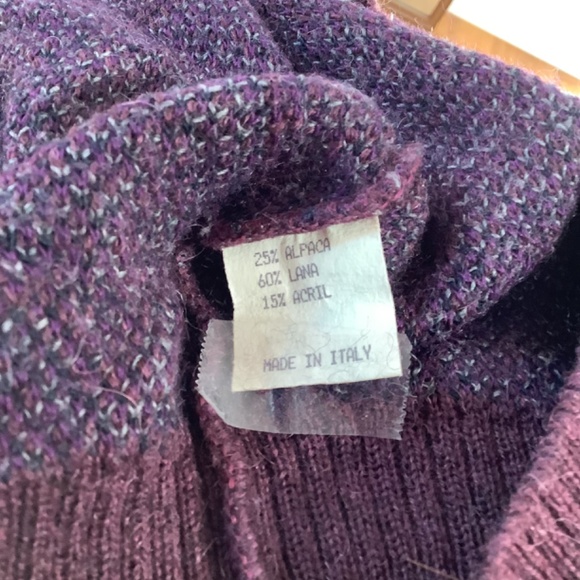 25% ALPACA
60% LANA
15% ACRIL
MADE IN ITALY